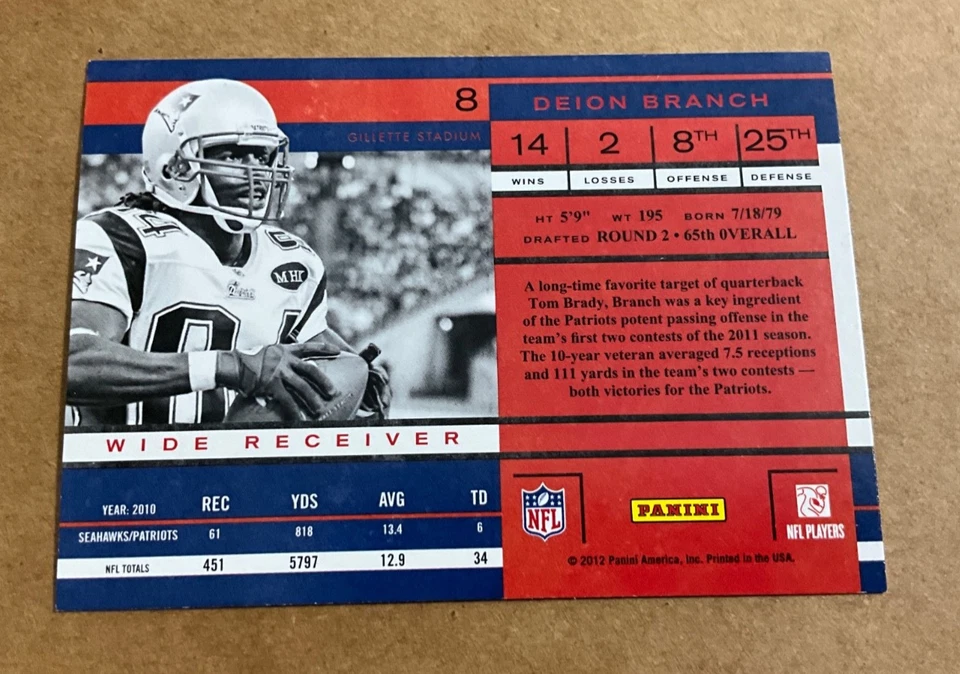 8
GILLETTE STADIUM
DEION BRANCH
14 2 8TH 25TH
WINS LOSSES OFFENSE DEFENSE
HT 5'9" WT 195 BORN 7/18/79
DRAFTED ROUND 2 • 65th OVERALL
A long-time favorite target of quarterback
Tom Brady, Branch was a key ingredient
of the Patriots potent passing offense in the
team's first two contests of the 2011 season.
The 10-year veteran averaged 7.5 receptions
and 111 yards in the team's two contests —
both victories for the Patriots.
84
MHK
WIDE RECEIVER
YEAR: 2010 REC YDS AVG TD
SEAHAWKS/PATRIOTS 61 818 13.4 6
NFL TOTALS 451 5797 12.9 34
NFL
PANINI
NFL PLAYERS
© 2012 Panini America, Inc. Printed in the USA.